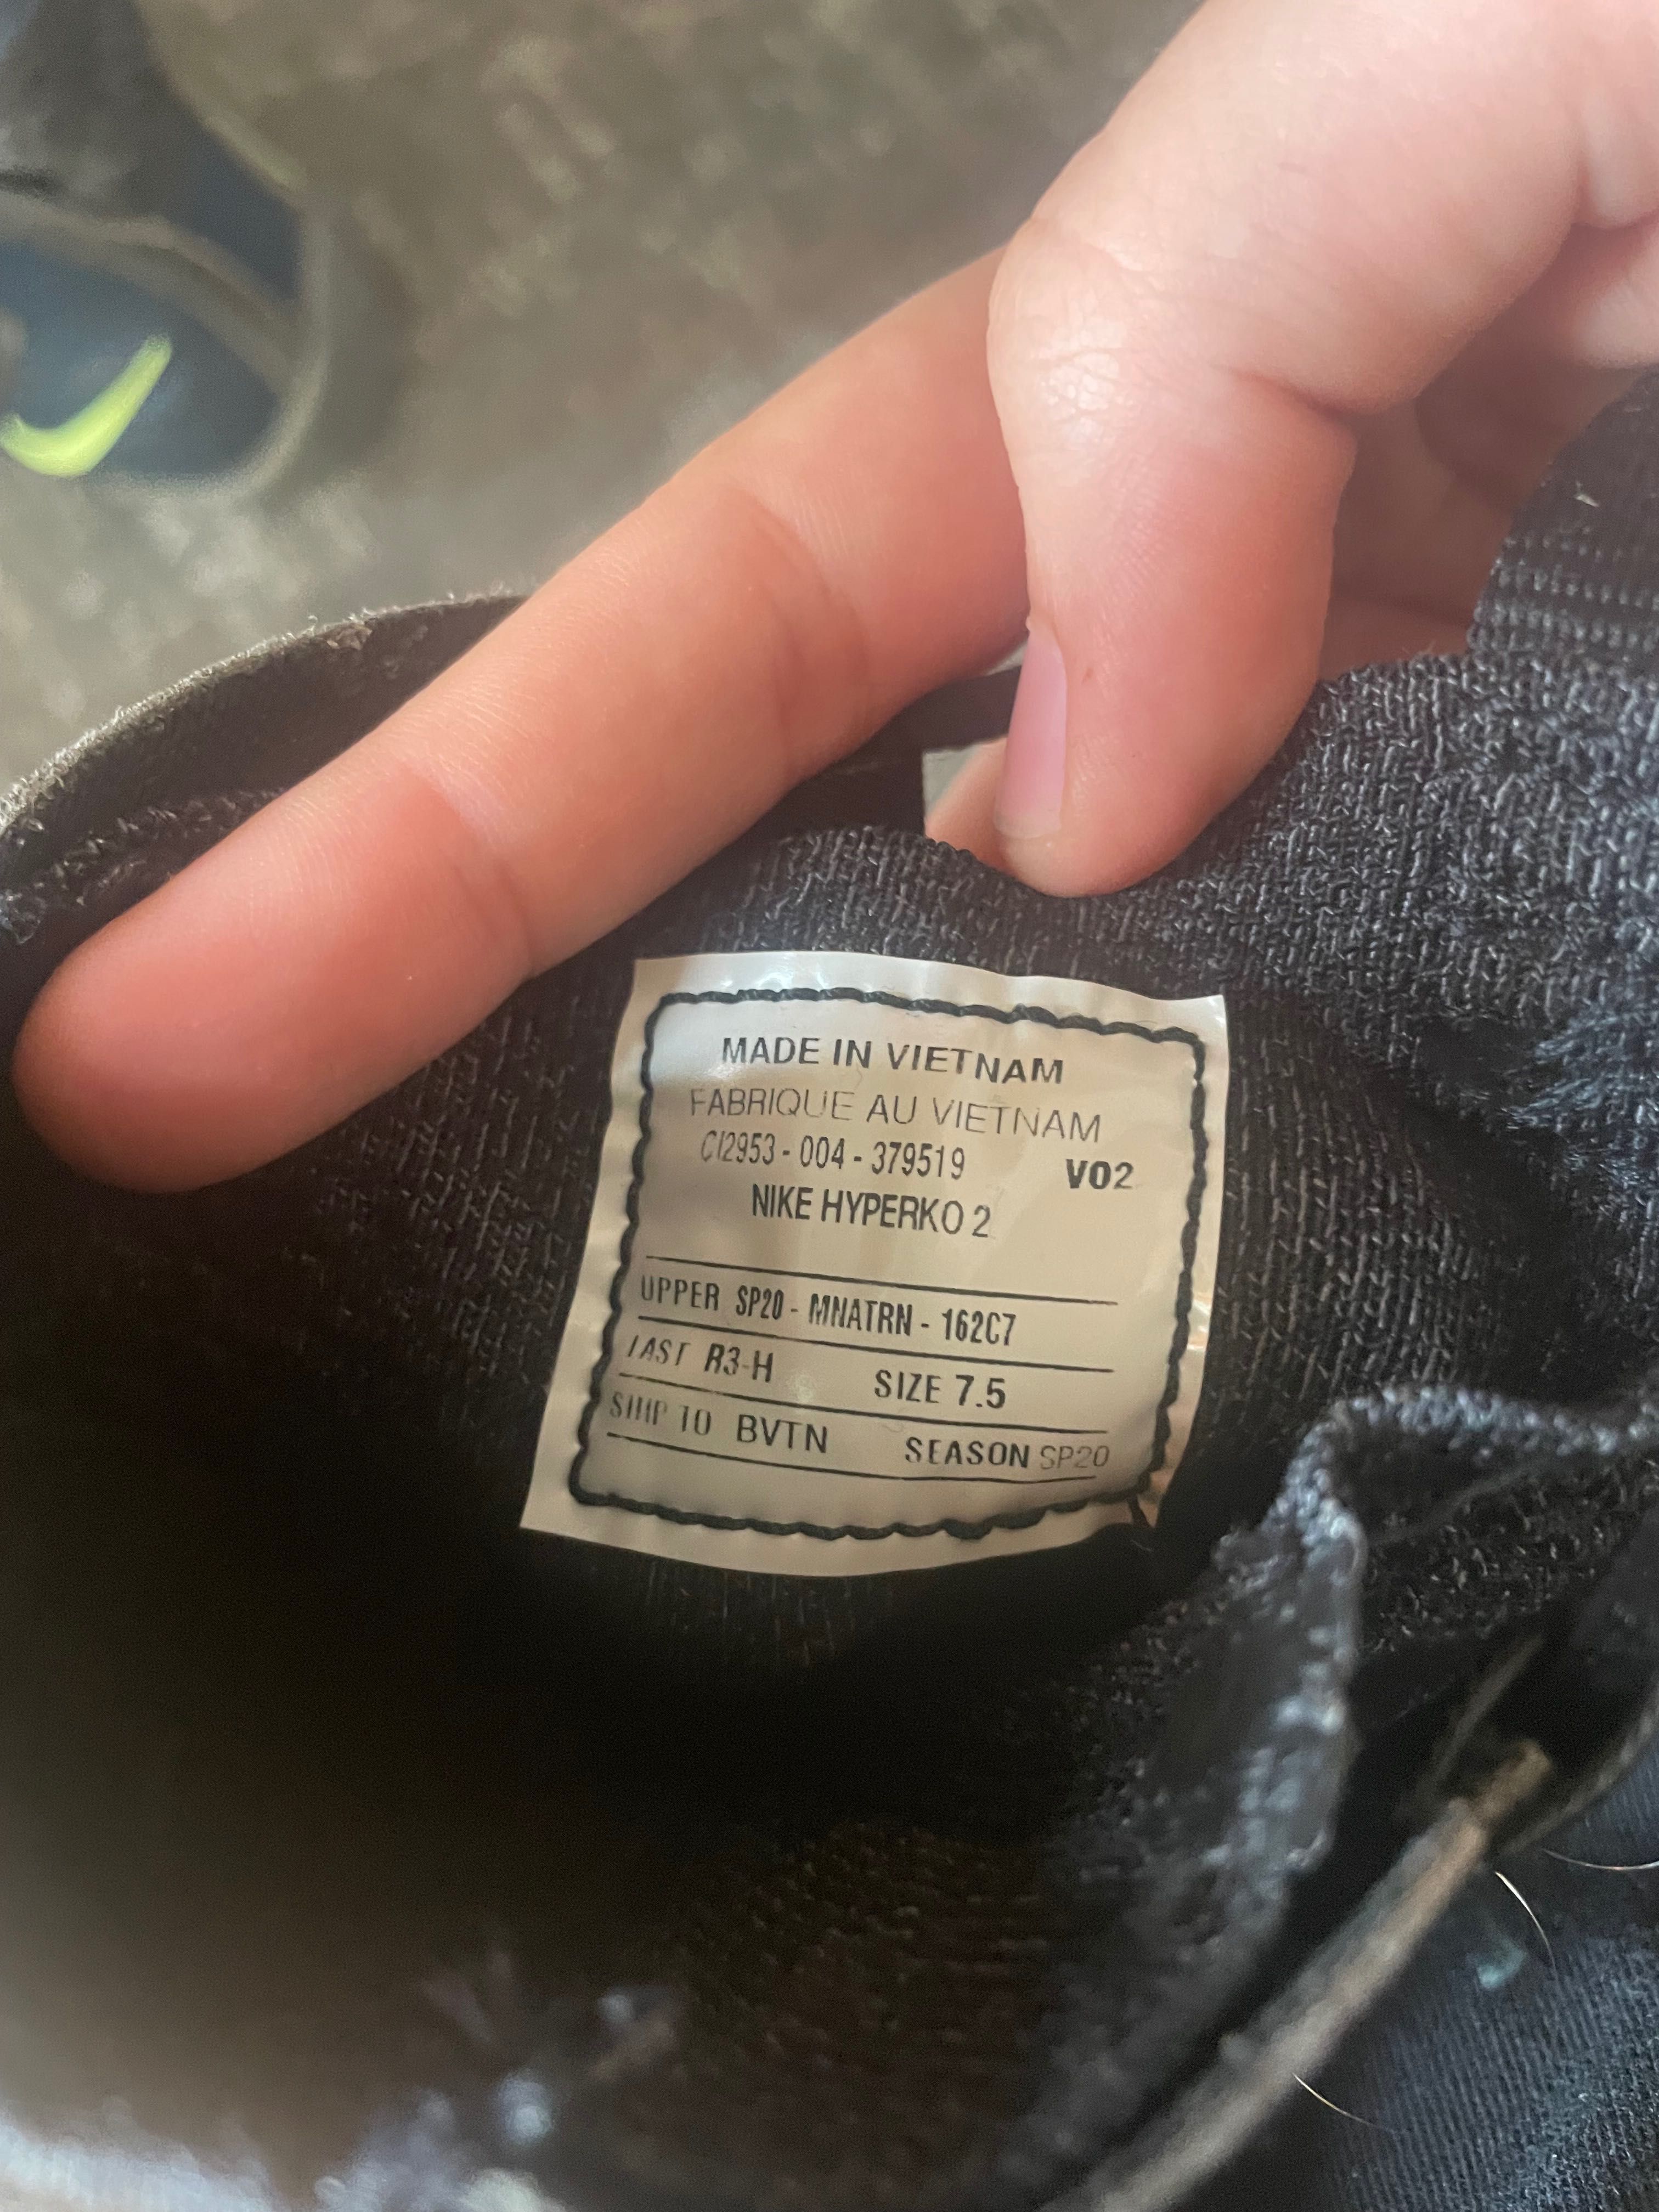 MADE IN VIETNAM
FABRIQUE AU VIETNAM
CI2953 - 004 - 379519 V02
NIKE HYPERKO 2
UPPER SP20 - MNATRN - 162C7
LAST R3-H SIZE 7.5
SHIP TO BVTN SEASON SP20